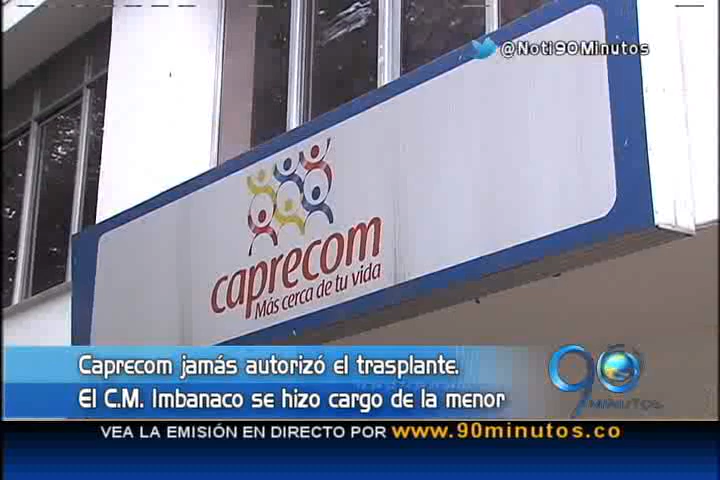 @Noti90Minutos
caprecom
Más cerca de tu vida
Caprecom jamás autorizó el trasplante.
El C.M. Imbanaco se hizo cargo de la menor
90
MINUTOS
VEA LA EMISIÓN EN DIRECTO POR www.90minutos.co